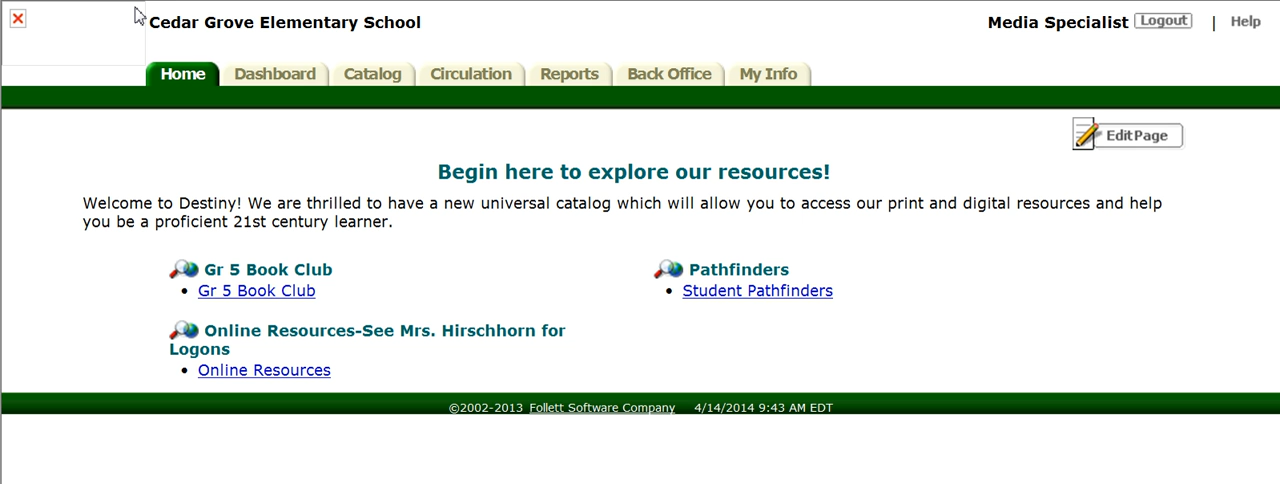 Cedar Grove Elementary School
Media Specialist Logout | Help
Home Dashboard Catalog Circulation Reports Back Office My Info
Edit Page
Begin here to explore our resources!
Welcome to Destiny! We are thrilled to have a new universal catalog which will allow you to access our print and digital resources and help
you be a proficient 21st century learner.
Gr 5 Book Club
• Gr 5 Book Club
Pathfinders
• Student Pathfinders
Online Resources-See Mrs. Hirschhorn for
Logons
• Online Resources
©2002-2013 Follett Software Company 4/14/2014 9:43 AM EDT